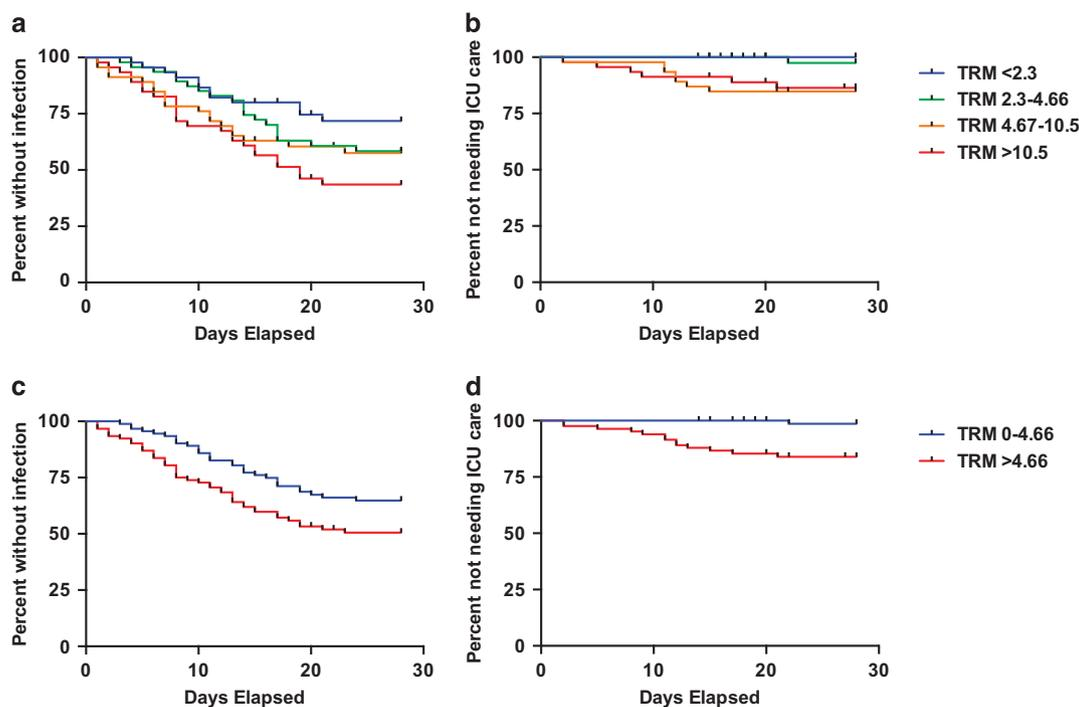 a
Percent without infection
100
75
50
25
0
0 10 20 30
Days Elapsed
b
Percent not needing ICU care
100
75
50
25
0
0 10 20 30
Days Elapsed
TRM <2.3
TRM 2.3-4.66
TRM 4.67-10.5
TRM >10.5
c
Percent without infection
100
75
50
25
0
0 10 20 30
Days Elapsed
d
Percent not needing ICU care
100
75
50
25
0
0 10 20 30
Days Elapsed
TRM 0-4.66
TRM >4.66